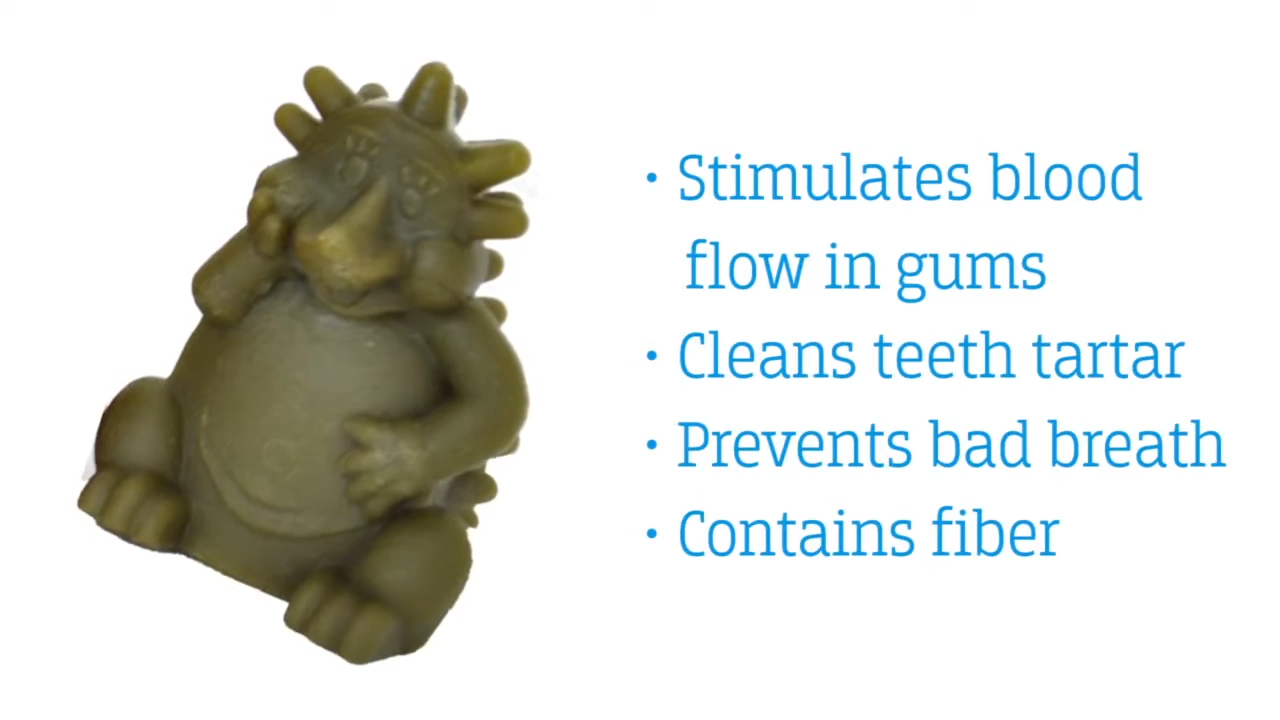 · Stimulates blood
flow in gums
· Cleans teeth tartar
· Prevents bad breath
· Contains fiber